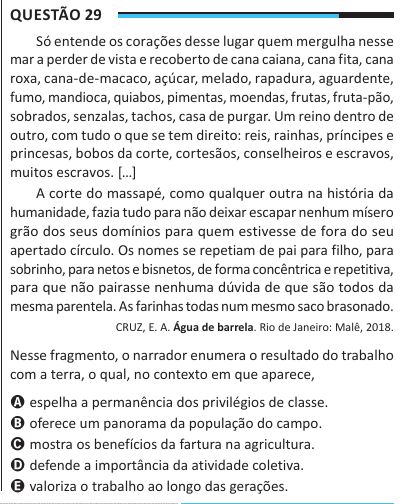 QUESTÃO 29
Só entende os corações desse lugar quem mergulha nesse
mar a perder de vista e recoberto de cana caiana, cana fita, cana
roxa, cana-de-macaco, açúcar, melado, rapadura, aguardente,
fumo, mandioca, quiabos, pimentas, moendas, frutas, fruta-pão,
sobrados, senzalas, tachos, casa de purgar. Um reino dentro de
outro, com tudo o que se tem direito: reis, rainhas, príncipes e
princesas, bobos da corte, cortesãos, conselheiros e escravos,
muitos escravos. [...]
A corte do massapé, como qualquer outra na história da
humanidade, fazia tudo para não deixar escapar nenhum mísero
grão dos seus domínios para quem estivesse de fora do seu
apertado círculo. Os nomes se repetiam de pai para filho, para
sobrinho, para netos e bisnetos, de forma concêntrica e repetitiva,
para que não pairasse nenhuma dúvida de que são todos da
mesma parentela. As farinhas todas num mesmo saco brasonado.
CRUZ, E. A. Água de barrela. Rio de Janeiro: Malê, 2018.
Nesse fragmento, o narrador enumera o resultado do trabalho
com a terra, o qual, no contexto em que aparece,
A espelha a permanência dos privilégios de classe.
B oferece um panorama da população do campo.
C mostra os benefícios da fartura na agricultura.
D defende a importância da atividade coletiva.
E valoriza o trabalho ao longo das gerações.